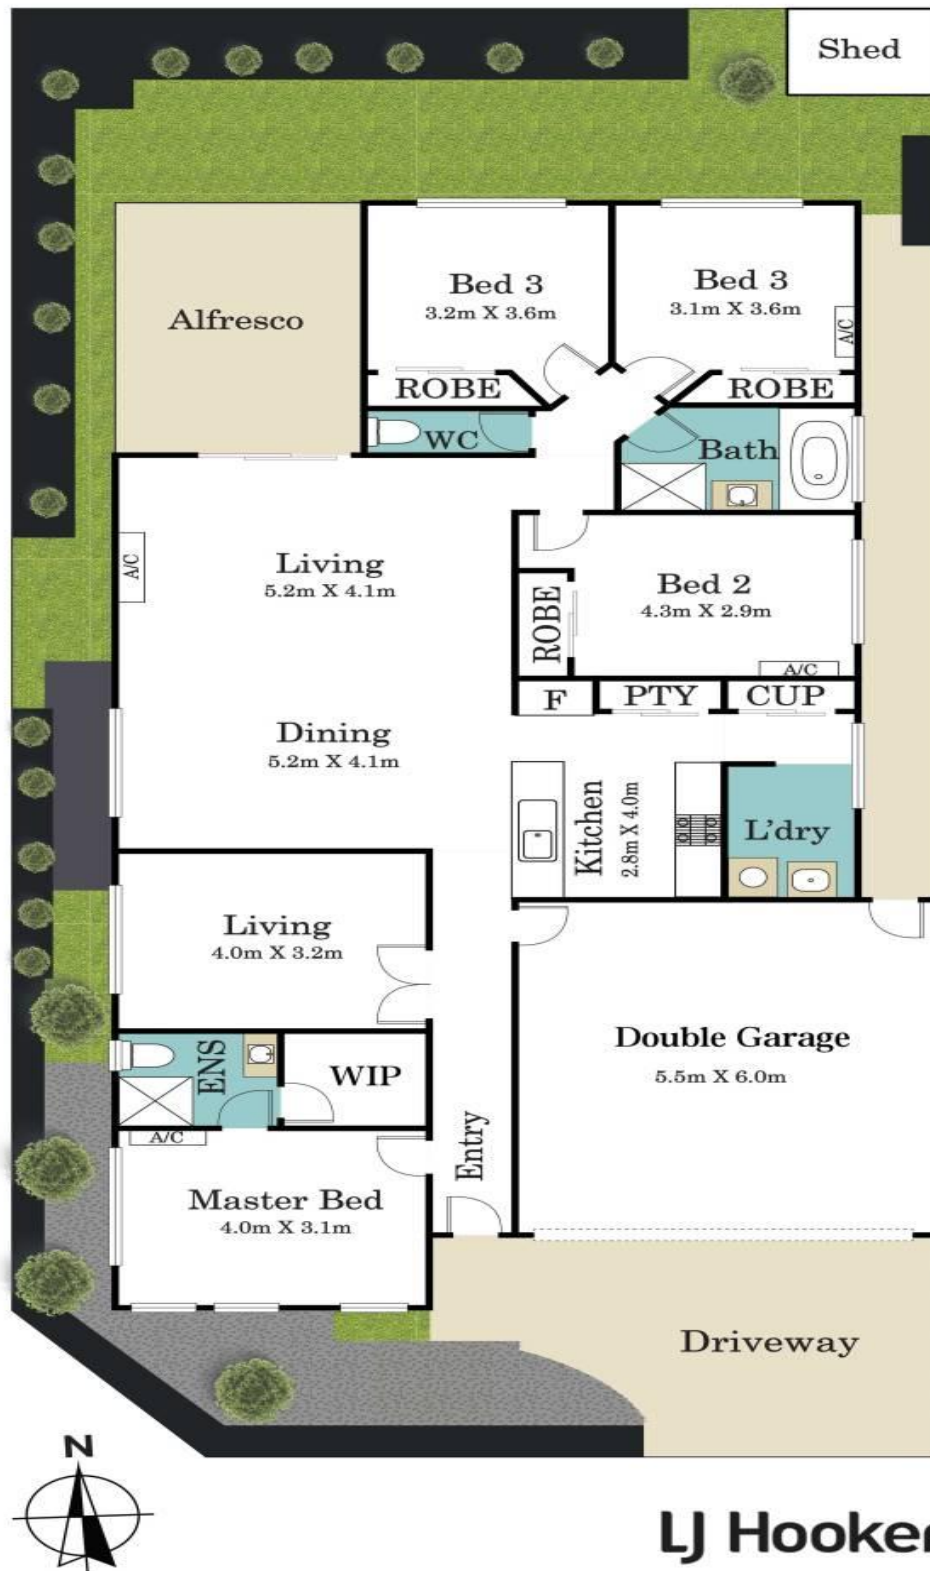 Shed
Bed 3
3.2m X 3.6m
Bed 3
3.1m X 3.6m
A/C
Alfresco
ROBE
ROBE
WC
Bath
A/C
Living
5.2m X 4.1m
Bed 2
4.3m X 2.9m
ROBE
A/C
F
PTY
CUP
Dining
5.2m X 4.1m
Kitchen
2.8m X 4.0m
L'dry
Living
4.0m X 3.2m
Double Garage
5.5m X 6.0m
ENS
WIP
A/C
Entry
Master Bed
4.0m X 3.1m
Driveway
N
LJ Hooker